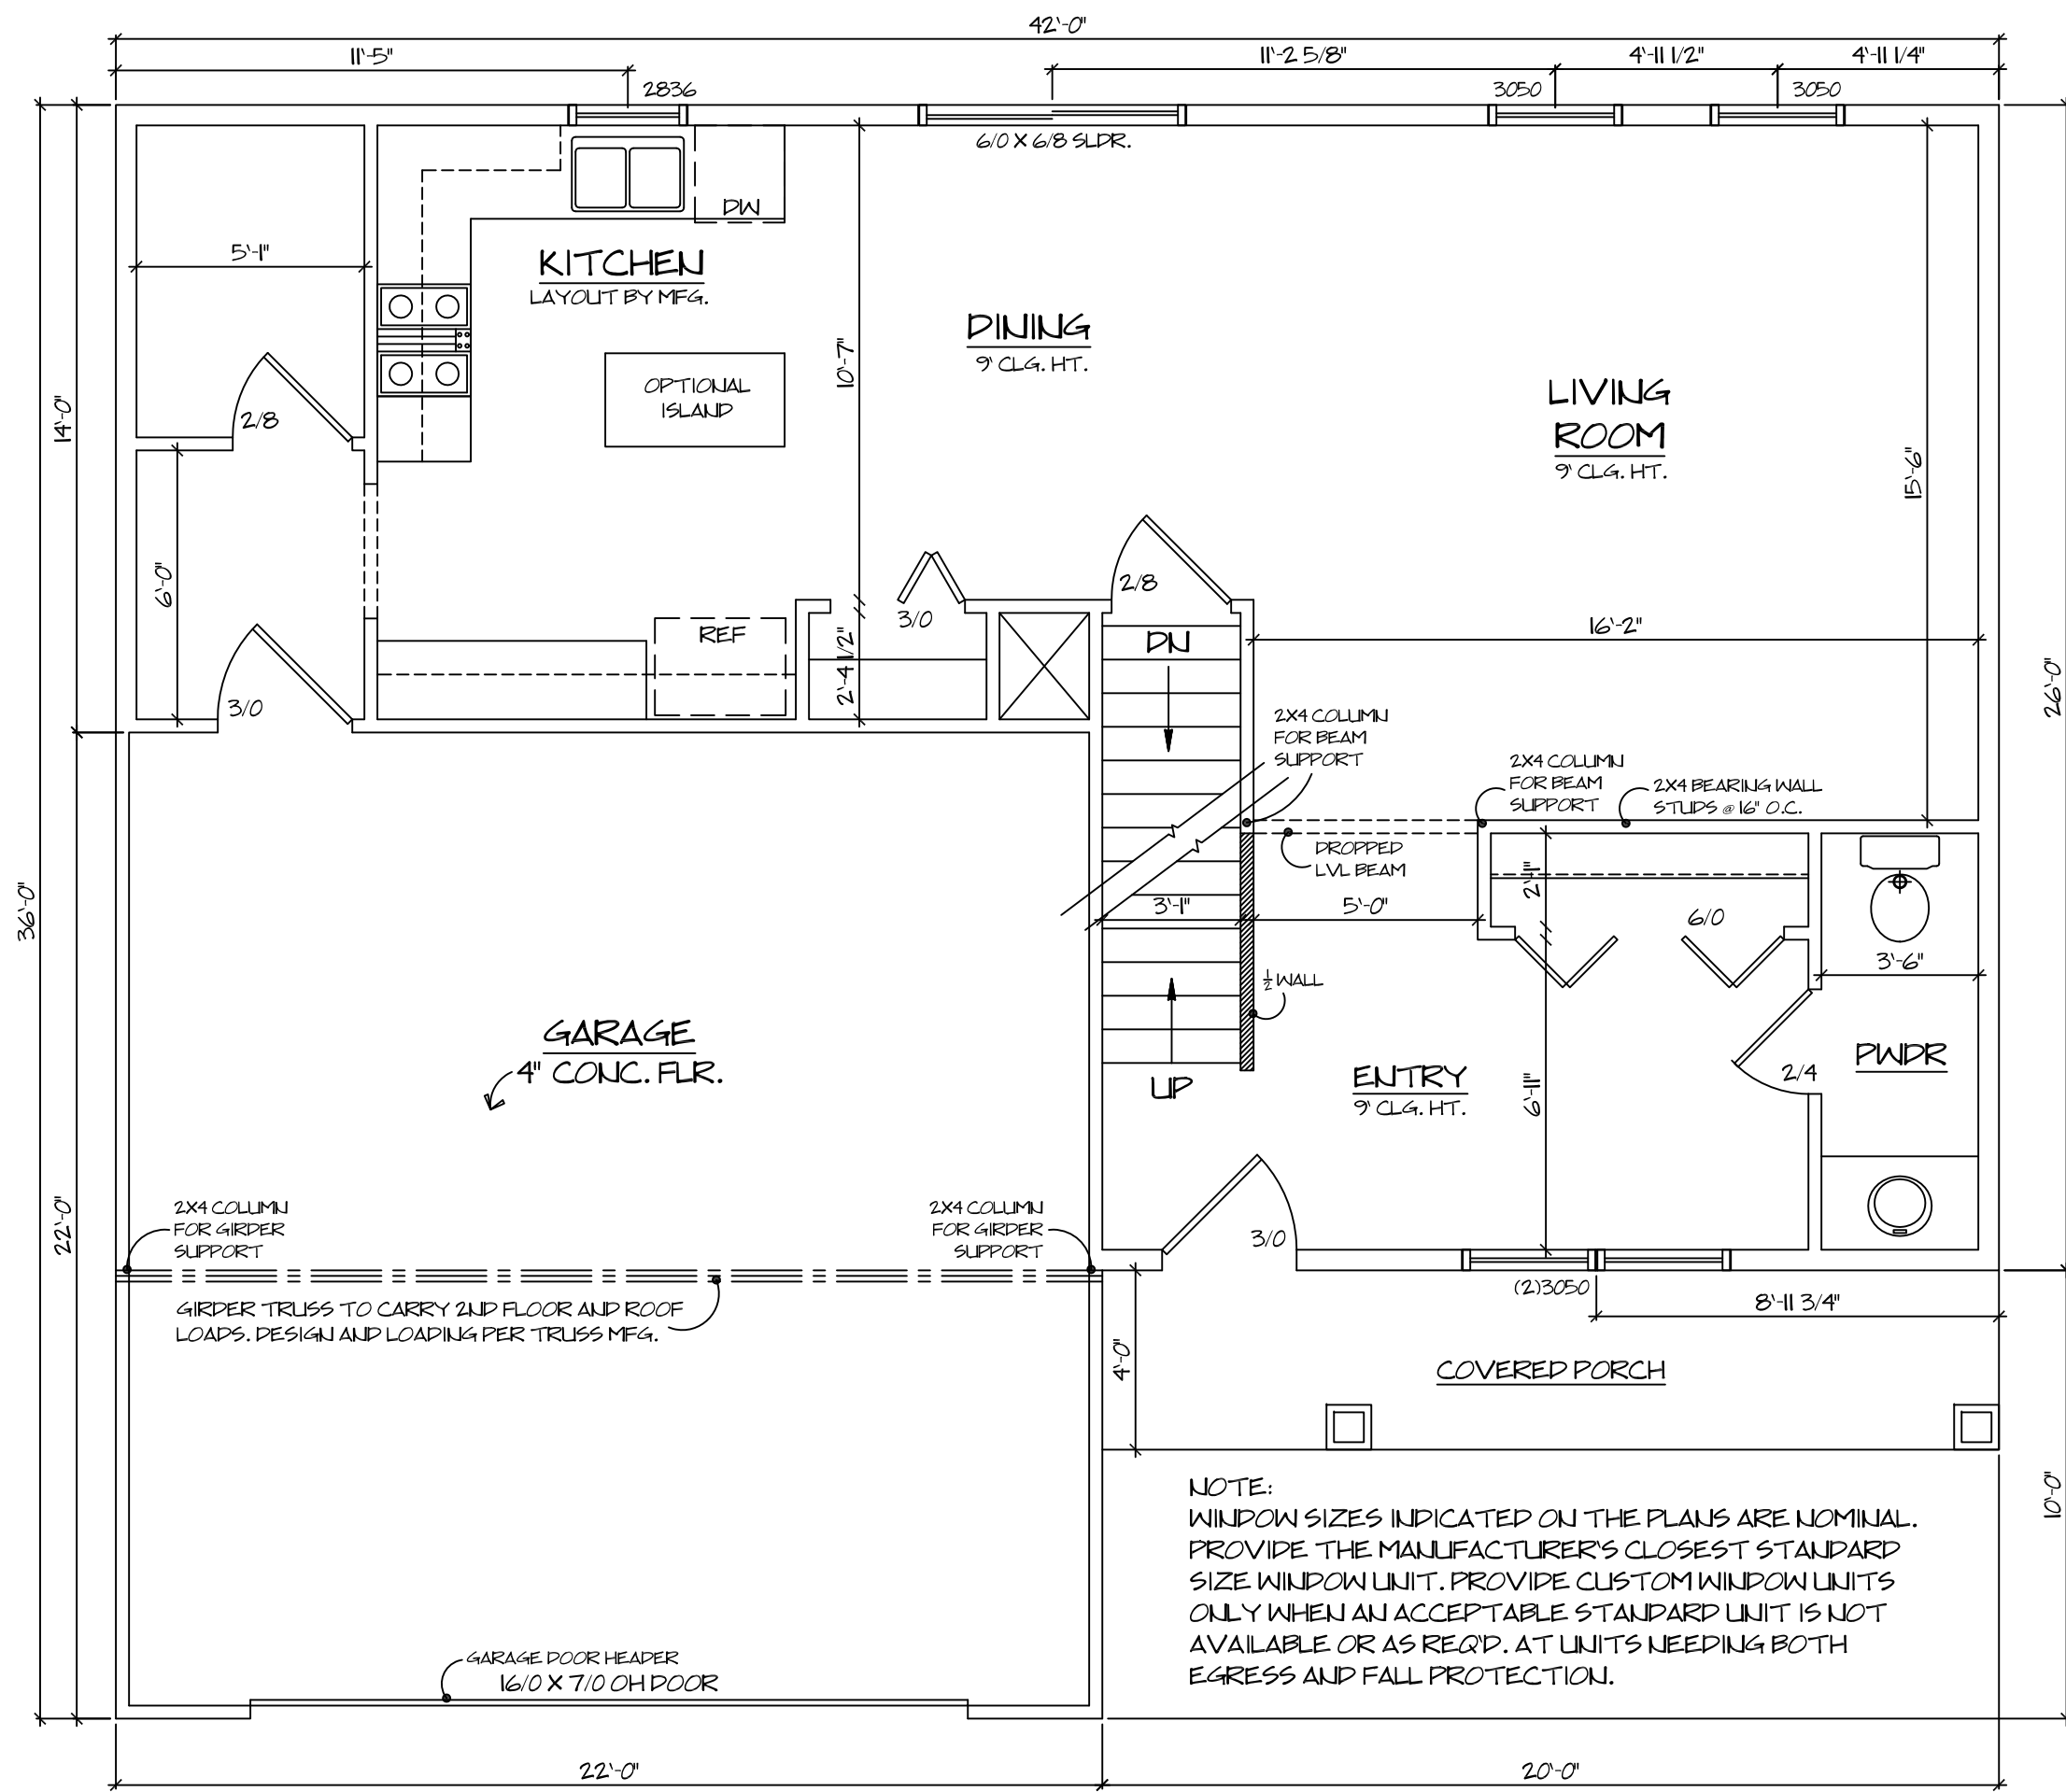 42'-0"
11'-5"
11'-2 5/8"
4'-11 1/2"
4'-11 1/4"
2836
3050
3050
6/0 X 6/8 SLDR.
DW
5'-1"
KITCHEN
LAYOUT BY MFG.
DINING
9' CLG. HT.
10'-7"
OPTIONAL
ISLAND
LIVING
ROOM
9' CLG. HT.
14'-0"
2/8
15'-6"
6'-0"
2/8
3/0
REF
DN
16'-2"
2'-4 1/2"
3/0
26'-0"
2X4 COLUMN
FOR BEAM
SUPPORT
2X4 COLUMN
FOR BEAM
SUPPORT
2X4 BEARING WALL
STUDS @ 16" O.C.
DROPPED
LVL BEAM
2'-11"
36'-0"
3'-1"
5'-0"
6/0
3'-6"
1/2 WALL
GARAGE
4" CONC. FLR.
UP
ENTRY
9' CLG. HT.
6'-11"
2/4
PWDR
22'-0"
2X4 COLUMN
FOR GIRDER
SUPPORT
2X4 COLUMN
FOR GIRDER
SUPPORT
3/0
(2)3050
8'-11 3/4"
GIRDER TRUSS TO CARRY 2ND FLOOR AND ROOF
LOADS. DESIGN AND LOADING PER TRUSS MFG.
4'-0"
COVERED PORCH
10'-0"
NOTE:
WINDOW SIZES INDICATED ON THE PLANS ARE NOMINAL.
PROVIDE THE MANUFACTURER'S CLOSEST STANDARD
SIZE WINDOW UNIT. PROVIDE CUSTOM WINDOW UNITS
ONLY WHEN AN ACCEPTABLE STANDARD UNIT IS NOT
AVAILABLE OR AS REQ'D. AT UNITS NEEDING BOTH
EGRESS AND FALL PROTECTION.
GARAGE DOOR HEADER
16/0 X 7/0 OH DOOR
22'-0"
20'-0"